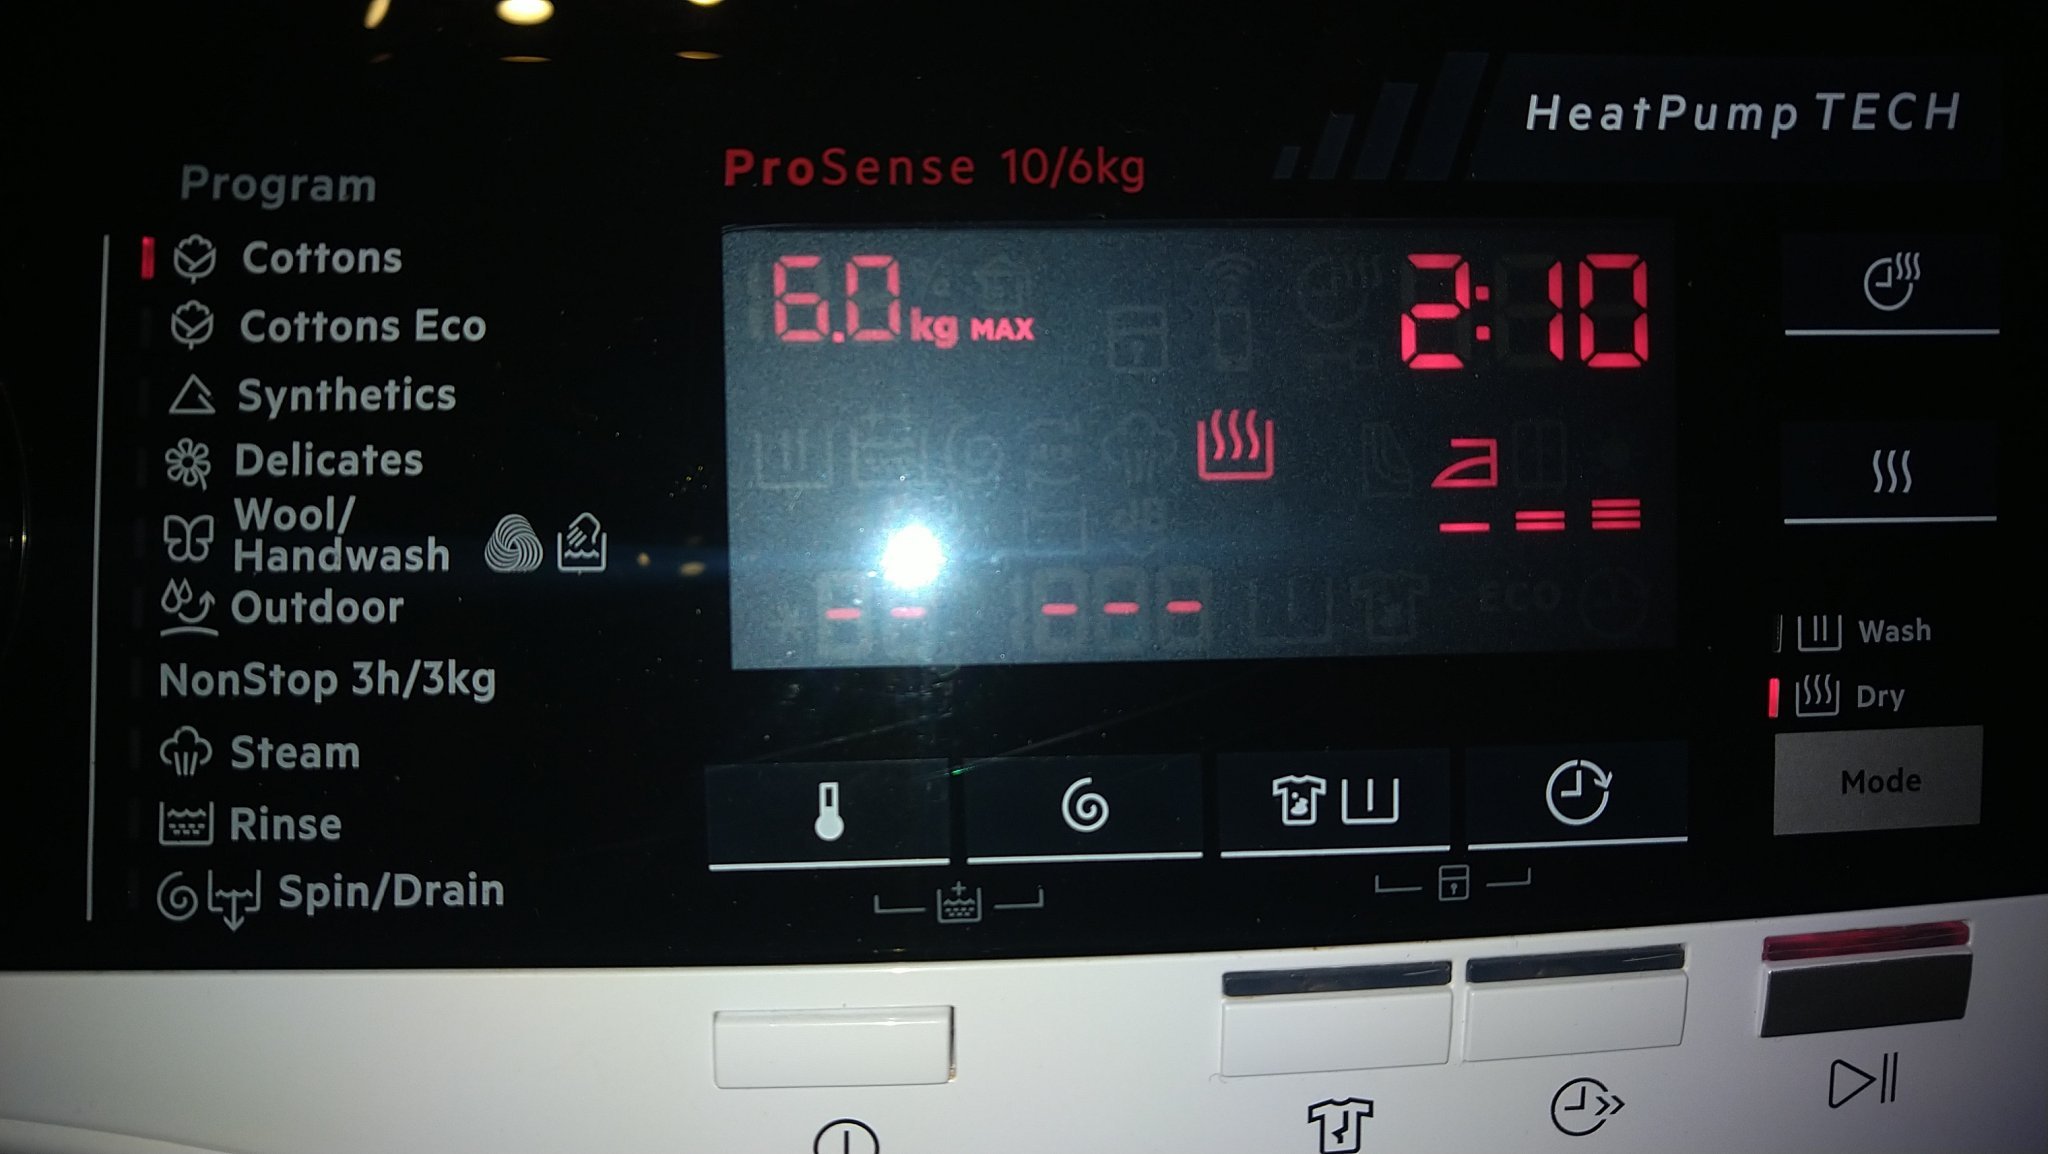 HeatPump TECH
ProSense 10/6kg
Program
Cottons
Cottons Eco
Synthetics
Delicates
Wool/
Handwash
Outdoor
NonStop 3h/3kg
Steam
Rinse
Spin/Drain
6.0 kg MAX
2:10
-- ---
ECO
Wash
Dry
Mode